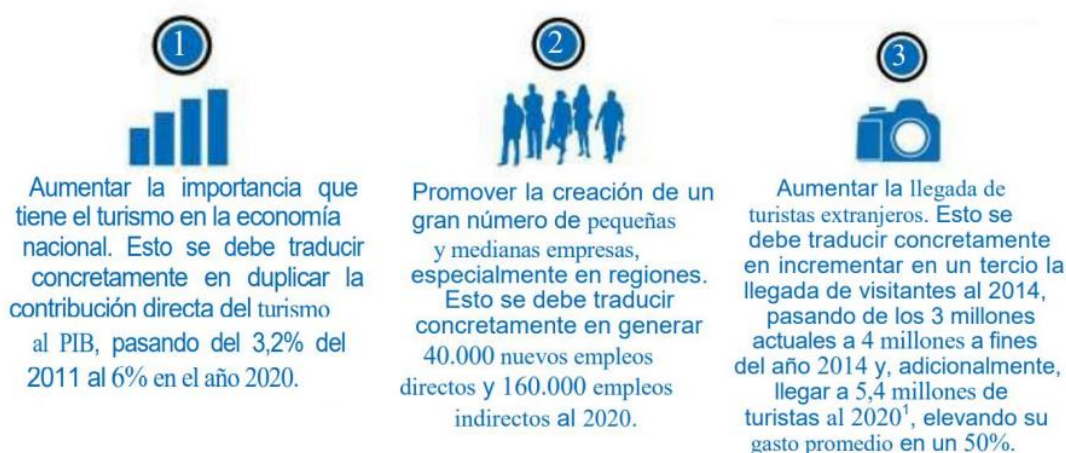 1
Aumentar la importancia que
tiene el turismo en la economía
nacional. Esto se debe traducir
concretamente en duplicar la
contribución directa del turismo
al PIB, pasando del 3,2% del
2011 al 6% en el año 2020.
2
Promover la creación de un
gran número de pequeñas
y medianas empresas,
especialmente en regiones.
Esto se debe traducir
concretamente en generar
40.000 nuevos empleos
directos y 160.000 empleos
indirectos al 2020.
3
Aumentar la llegada de
turistas extranjeros. Esto se
debe traducir concretamente
en incrementar en un tercio la
llegada de visitantes al 2014,
pasando de los 3 millones
actuales a 4 millones a fines
del año 2014 y, adicionalmente,
llegar a 5,4 millones de
turistas al 2020¹, elevando su
gasto promedio en un 50%.